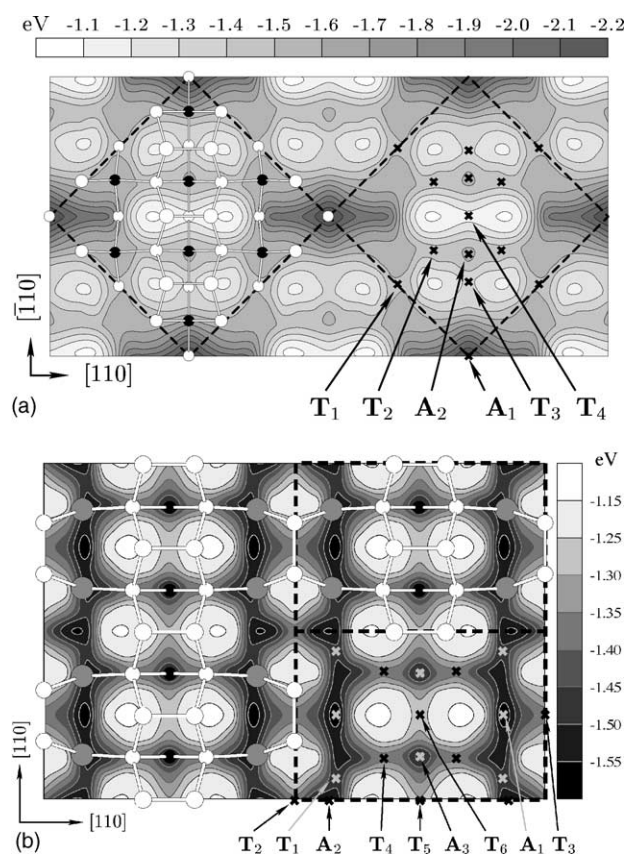 eV -1.1 -1.2 -1.3 -1.4 -1.5 -1.6 -1.7 -1.8 -1.9 -2.0 -2.1 -2.2
[1̄10]
[110]
(a)
T₁ T₂ A₂ A₁ T₃ T₄
eV
-1.15
-1.20
-1.30
-1.35
-1.40
-1.45
-1.50
-1.55
[110]
[110]
(b)
T₂ T₁ A₂ T₄ T₅ A₃ T₆ A₁ T₃